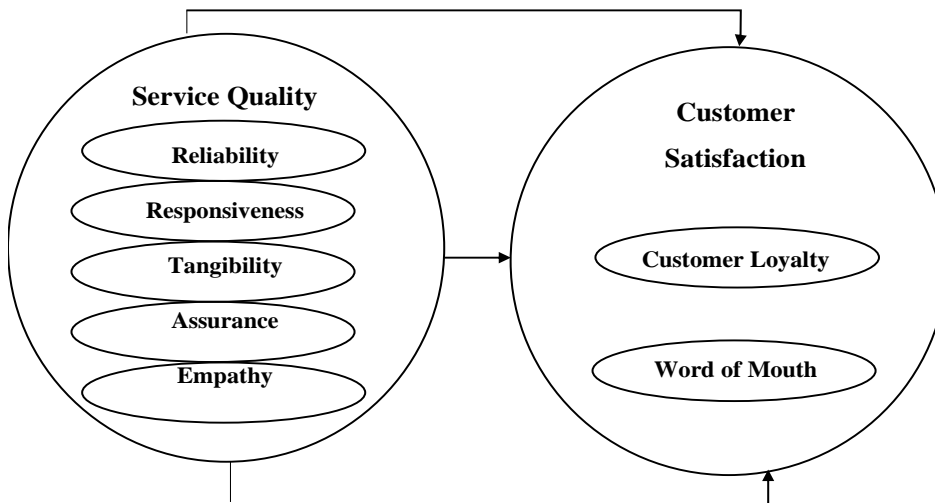 Service Quality
Reliability
Responsiveness
Tangibility
Assurance
Empathy
Customer
Satisfaction
Customer Loyalty
Word of Mouth